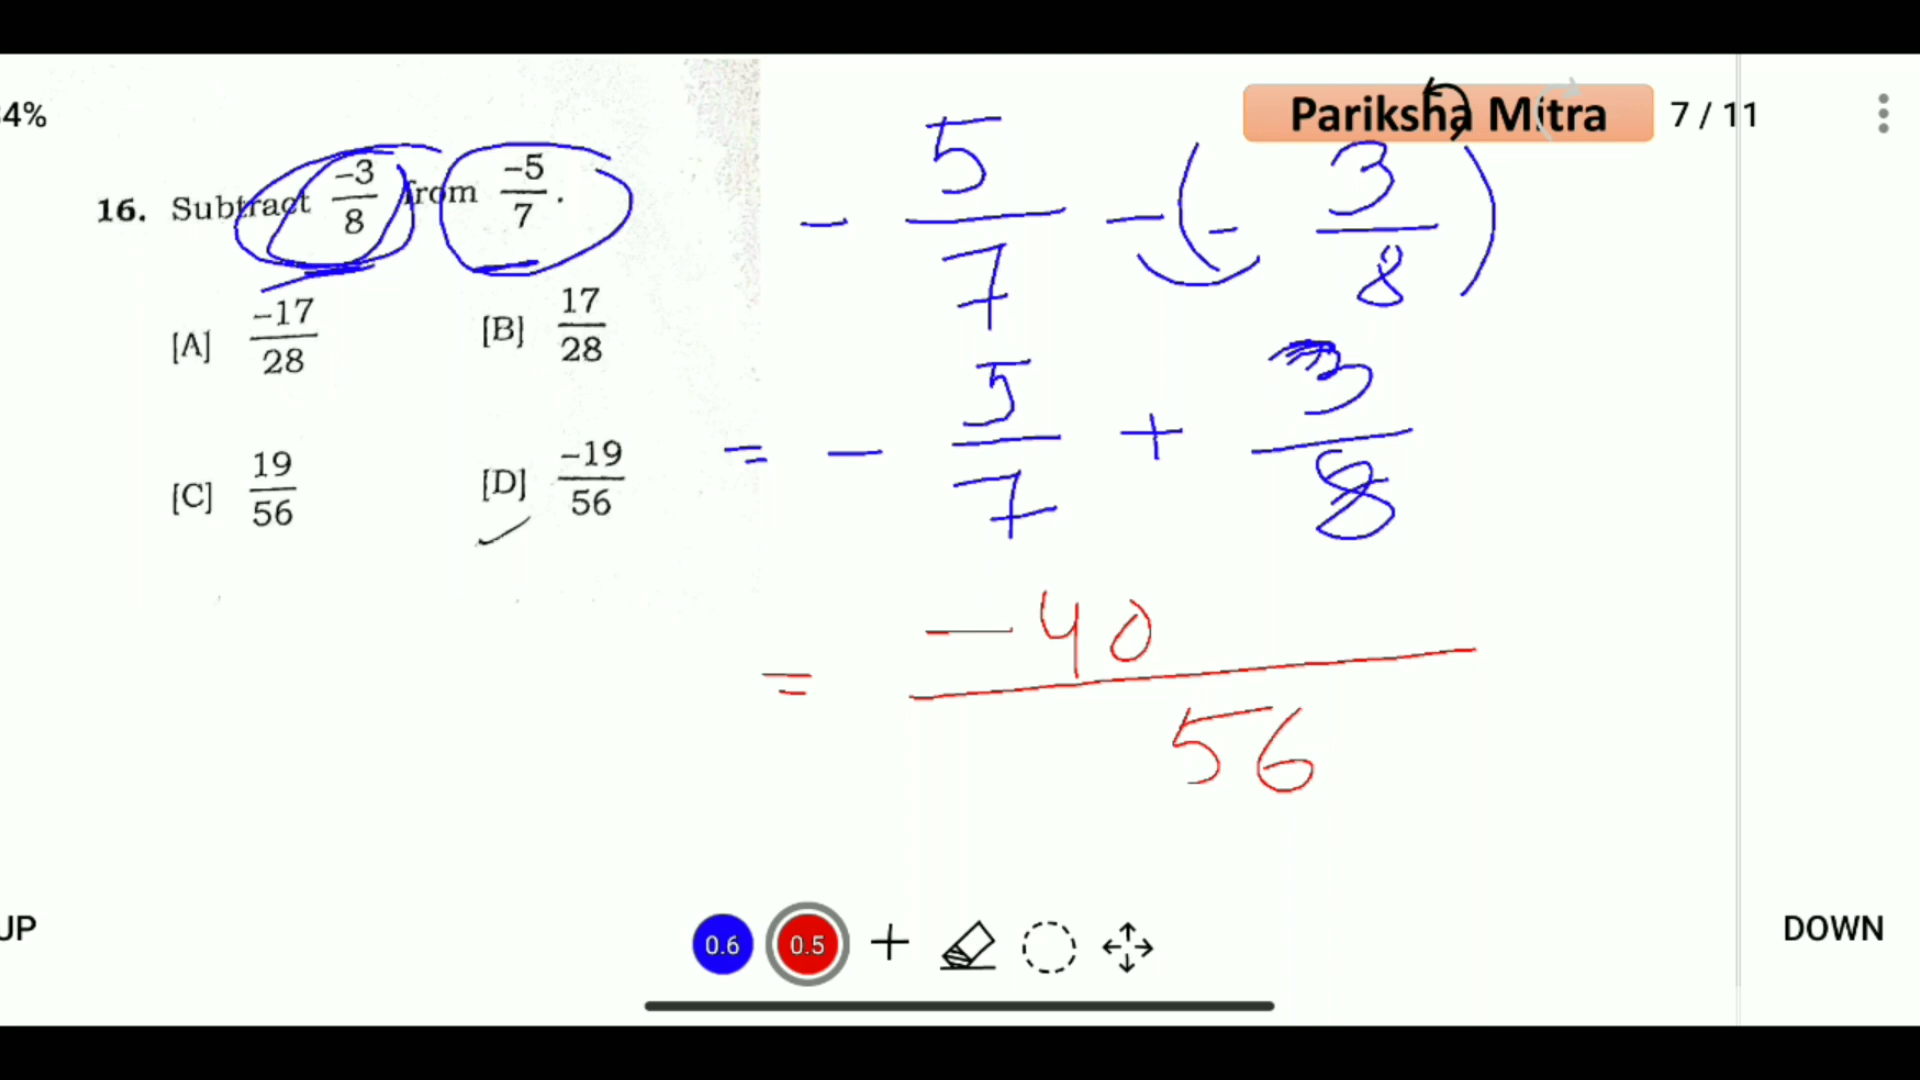 34%
Pariksha Mitra
7 / 11
16. Subtract -3/8 from -5/7.
[A] -17/28
[B] 17/28
[C] 19/56
[D] -19/56
- 5/7 - (- 3/8)
= - 5/7 + 3/8
= -40/56
UP
DOWN
0.6
0.5